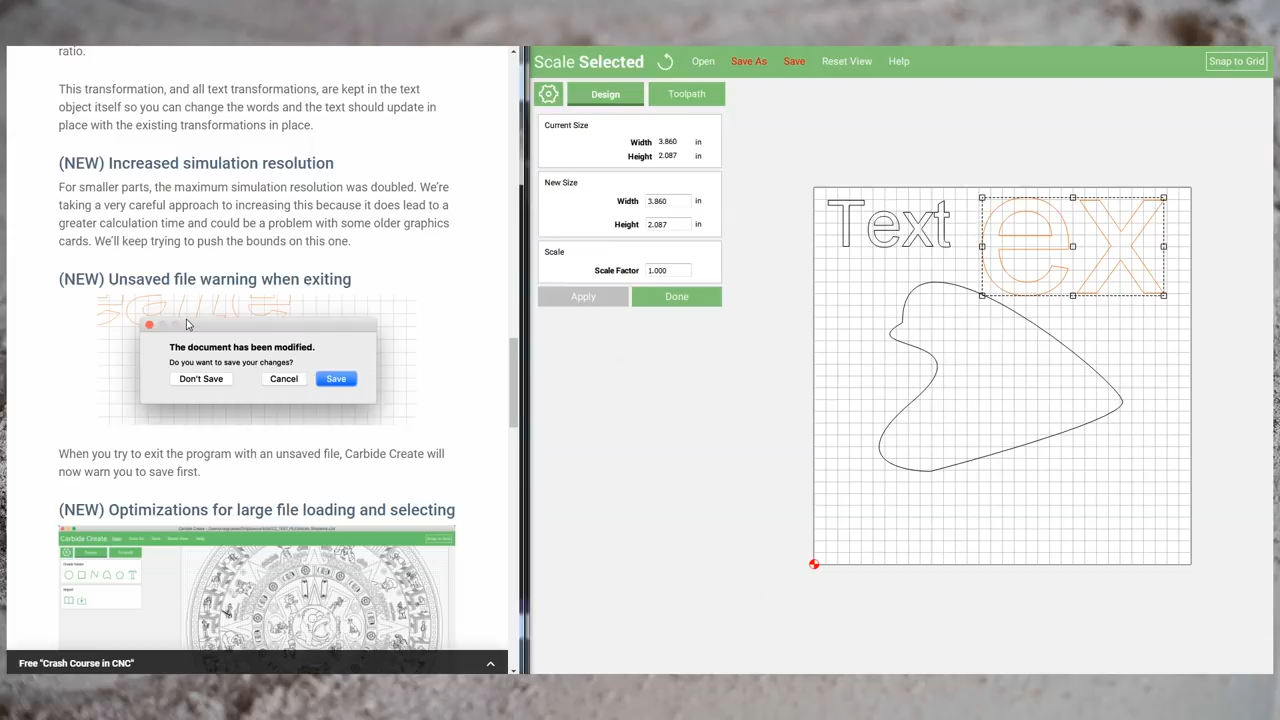 ratio.
This transformation, and all text transformations, are kept in the text
object itself so you can change the words and the text should update in
place with the existing transformations in place.
(NEW) Increased simulation resolution
For smaller parts, the maximum simulation resolution was doubled. We're
taking a very careful approach to increasing this because it can lead to a
greater calculation time and could be a problem with some older graphics
cards. We'll keep trying to push the bounds on this one.
(NEW) Unsaved file warning when exiting
The document has been modified.
Do you want to save your changes?
Don't Save Cancel Save
When you try to exit the program with an unsaved file, Carbide Create will
now warn you to save first.
(NEW) Optimizations for large file loading and selecting
Carbide Create
Free "Crash Course in CNC"
Scale Selected Open Save As Save Reset View Help Snap to Grid
Design Toolpath
Current Size
Width 3.860 in
Height 2.087 in
New Size
Width 3.860 in
Height 2.087 in
Scale
Scale Factor 1.000
Apply Done
Text ex